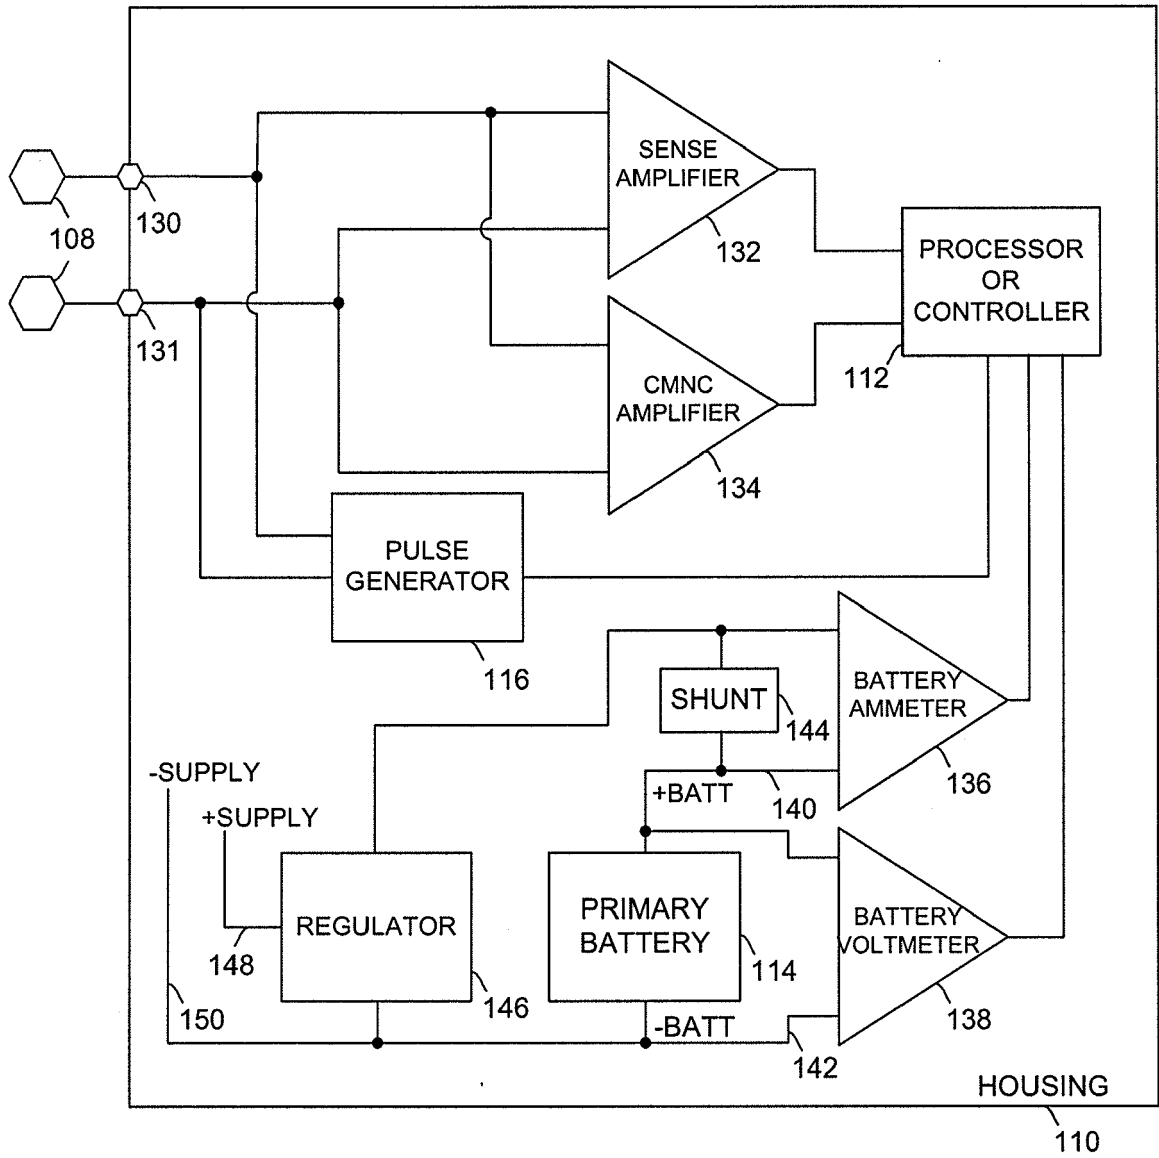 SENSE
AMPLIFIER
132
130
108
131
PROCESSOR
OR
CONTROLLER
112
CMNC
AMPLIFIER
134
PULSE
GENERATOR
116
BATTERY
AMMETER
136
SHUNT
144
+BATT
140
-SUPPLY
+SUPPLY
REGULATOR
148
146
150
PRIMARY
BATTERY
114
-BATT
BATTERY
VOLTMETER
138
142
HOUSING
110